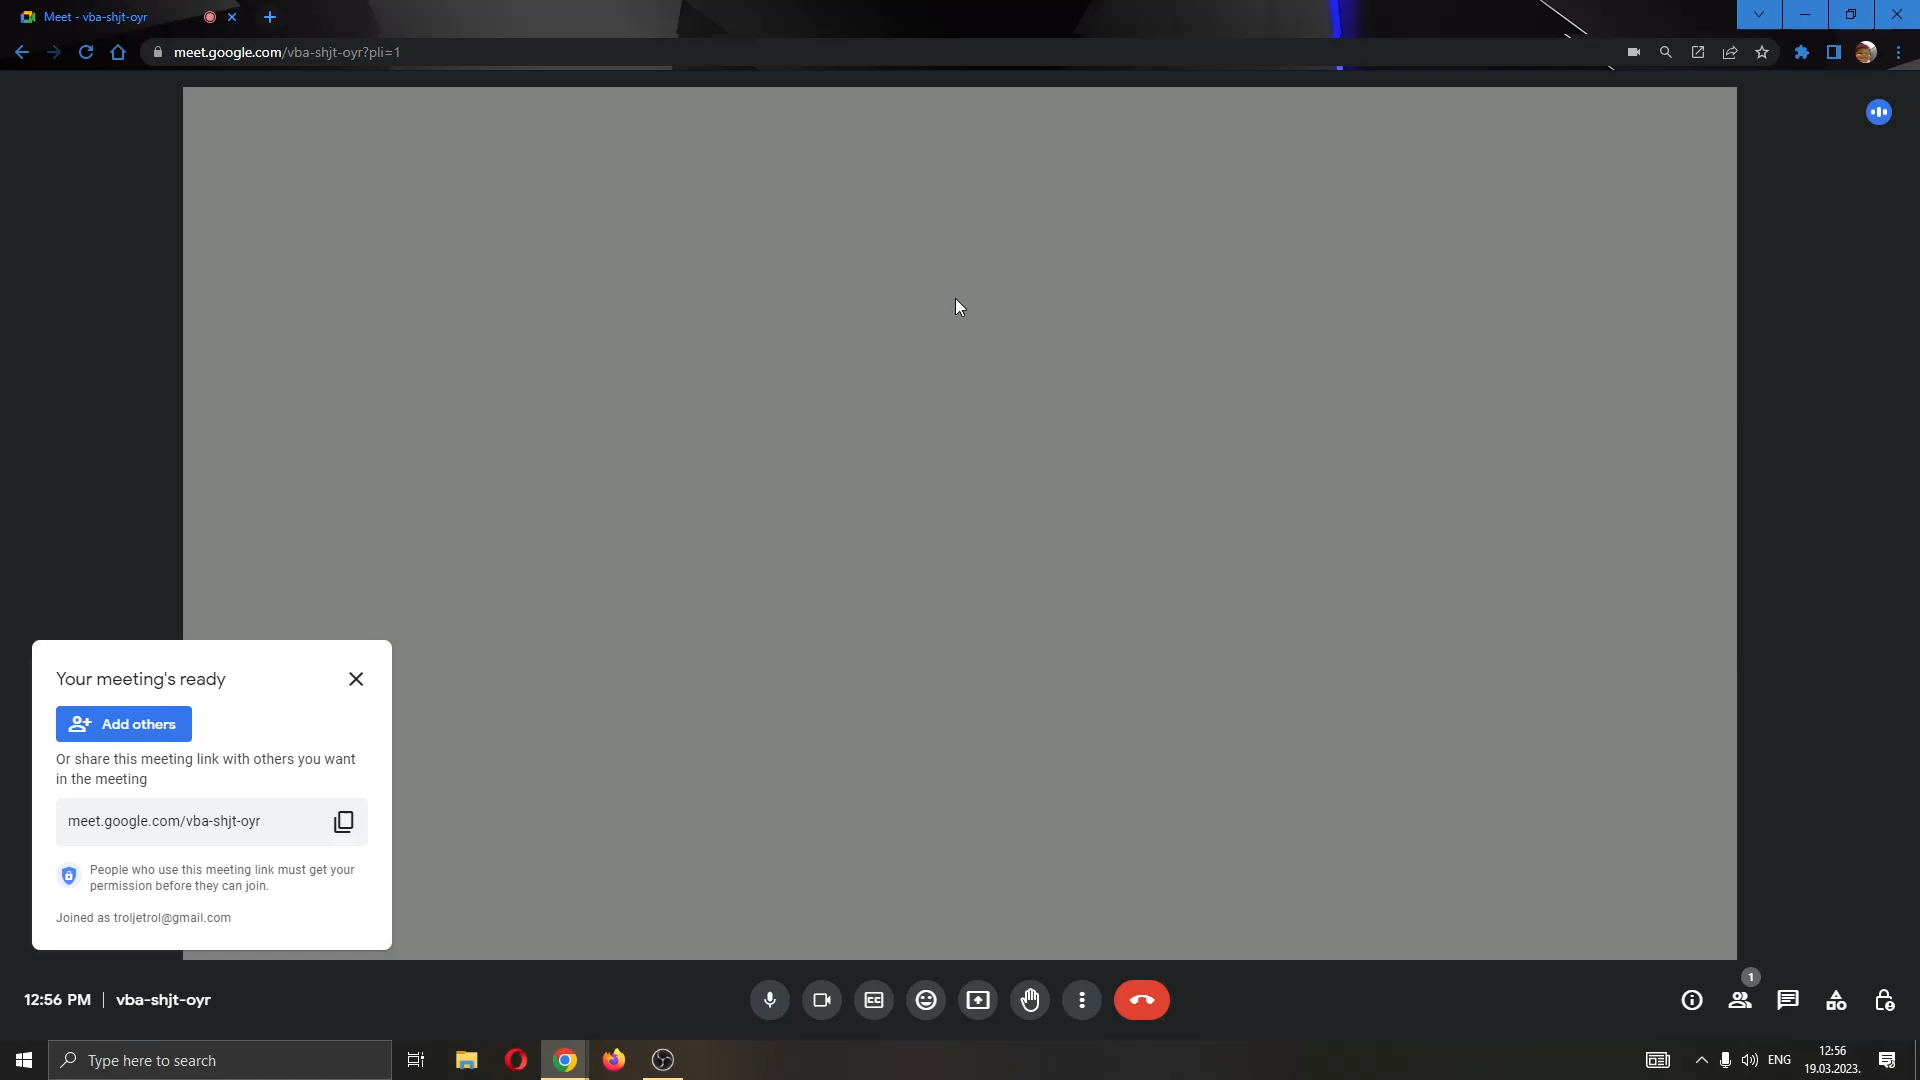 Meet - vba-shjt-oyr
meet.google.com/vba-shjt-oyr?pli=1
Your meeting's ready
Add others
Or share this meeting link with others you want
in the meeting
meet.google.com/vba-shjt-oyr
People who use this meeting link must get your
permission before they can join.
Joined as troljetrol@gmail.com
12:56 PM | vba-shjt-oyr
CC
1
Type here to search
ENG
12:56
19.03.2023.